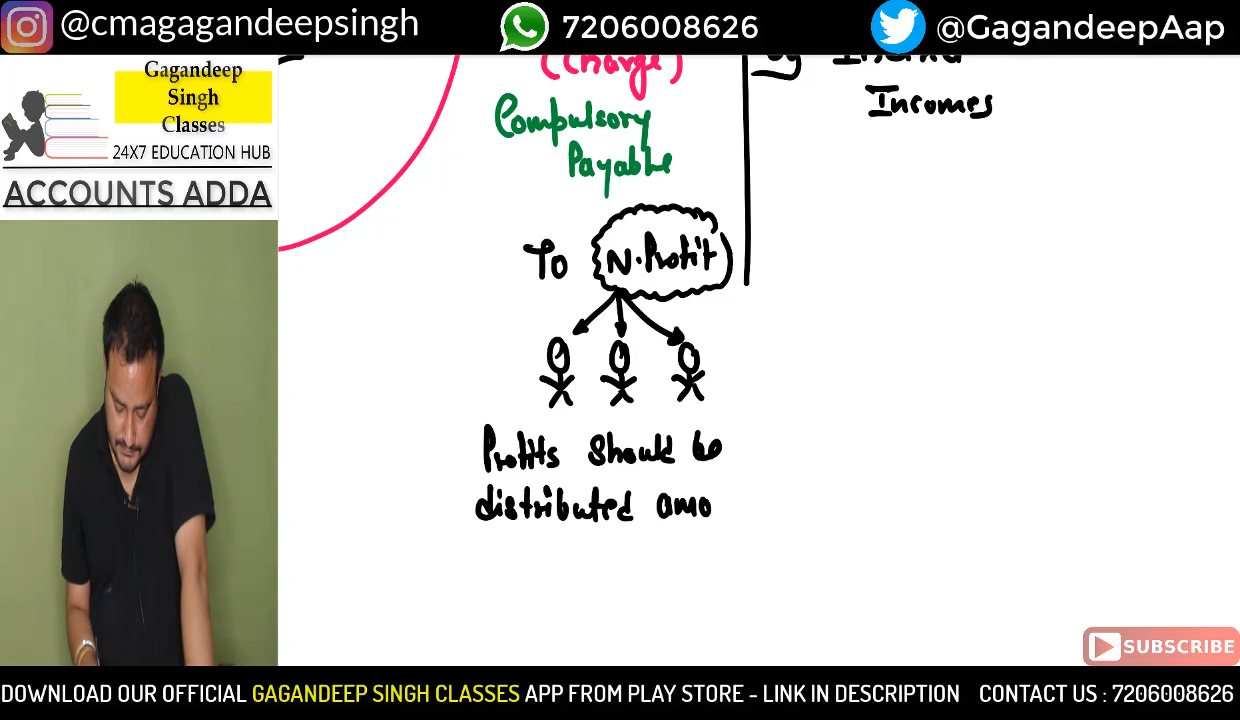 @cmagagandeepsingh
7206008626
@GagandeepAap
Gagandeep
Singh
Classes
24X7 EDUCATION HUB
ACCOUNTS ADDA
(Charge)
Compulsory
Payable
By
Incomes
To N.Profit
Profits should be
distributed amo
SUBSCRIBE
DOWNLOAD OUR OFFICIAL GAGANDEEP SINGH CLASSES APP FROM PLAY STORE - LINK IN DESCRIPTION CONTACT US : 7206008626